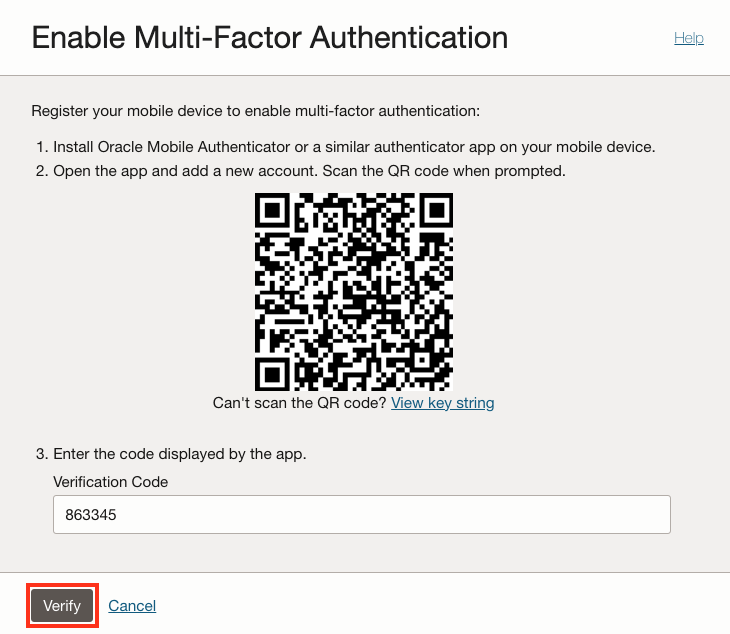 Enable Multi-Factor Authentication
Help
Register your mobile device to enable multi-factor authentication:
1. Install Oracle Mobile Authenticator or a similar authenticator app on your mobile device.
2. Open the app and add a new account. Scan the QR code when prompted.
Can't scan the QR code? View key string
3. Enter the code displayed by the app.
Verification Code
863345
Verify Cancel